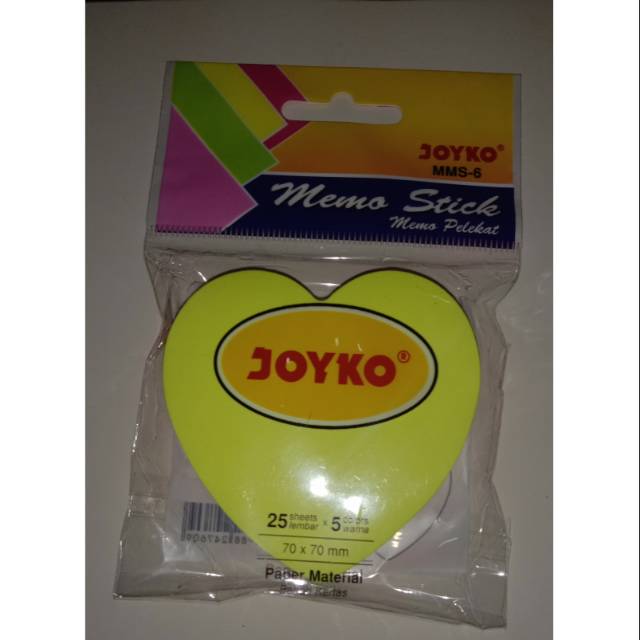 JOYKO®
MMS-6
Memo Stick
Memo Pelekat
JOYKO®
25 sheets x 5 colors
lembar warna
70 x 70 mm
Paper Material
Kertas